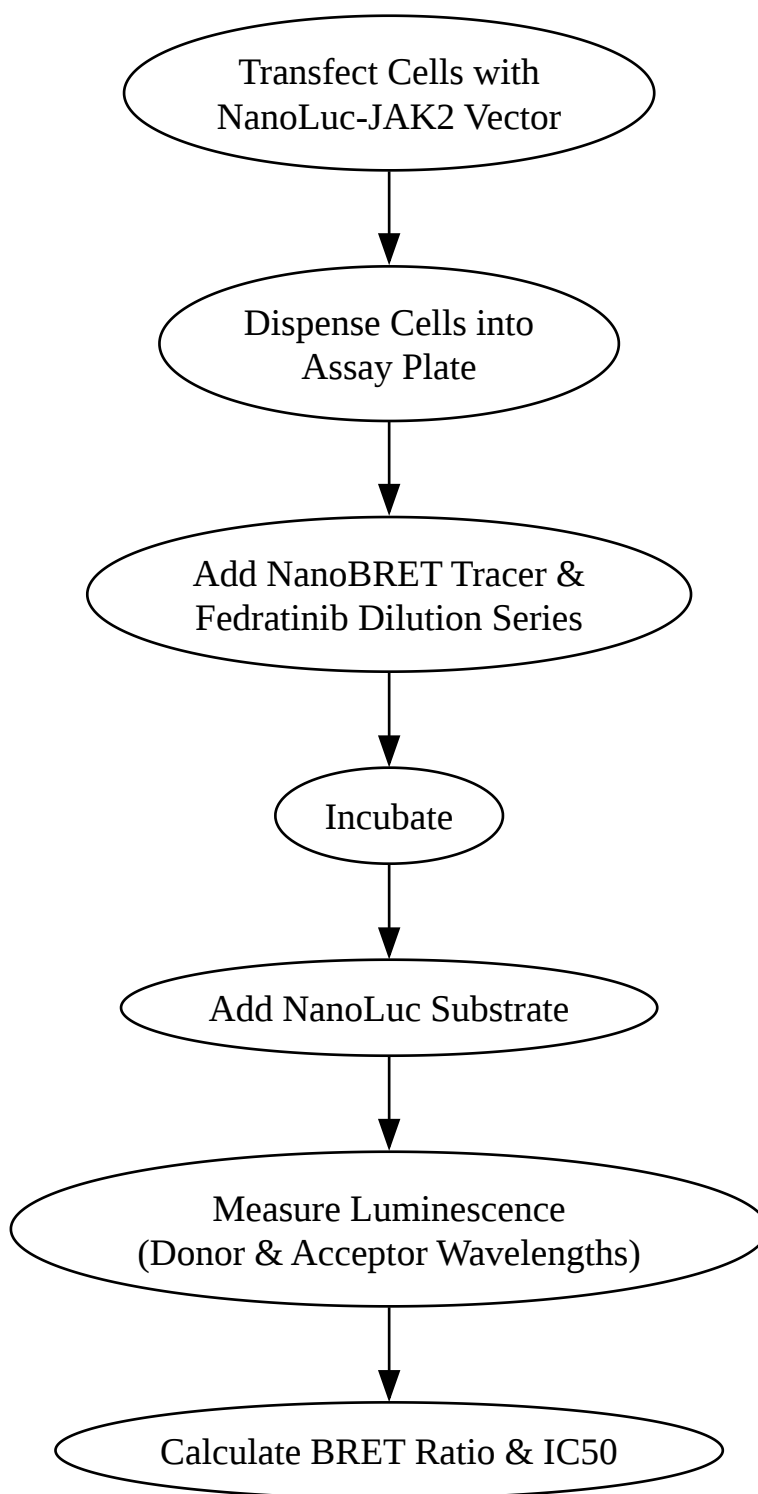 Transfect Cells with
NanoLuc-JAK2 Vector
Dispense Cells into
Assay Plate
Add NanoBRET Tracer &
Fedratinib Dilution Series
Incubate
Add NanoLuc Substrate
Measure Luminescence
(Donor & Acceptor Wavelengths)
Calculate BRET Ratio & IC50